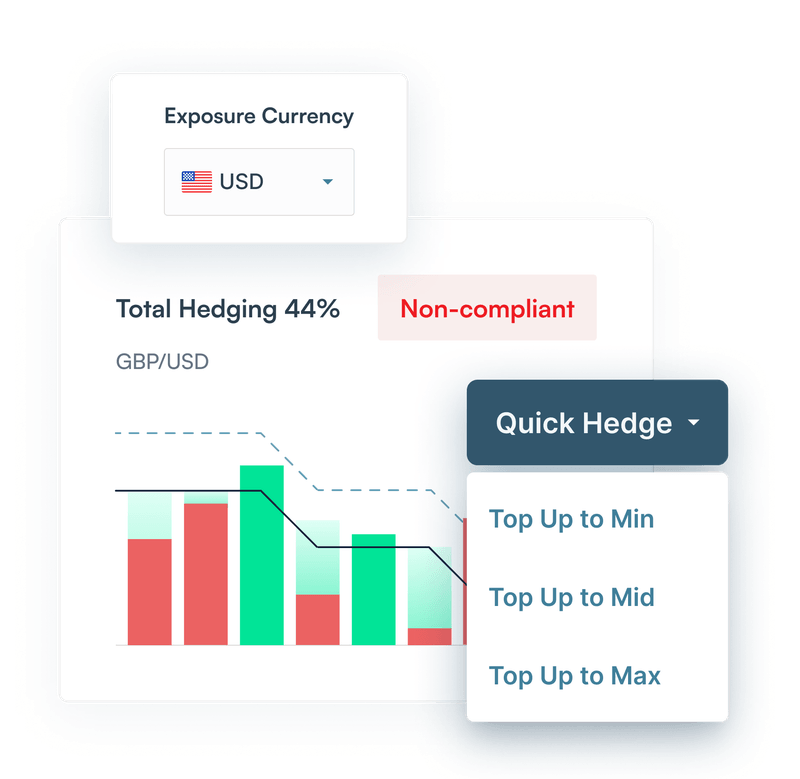 Exposure Currency
USD
Total Hedging 44%
Non-compliant
GBP/USD
Quick Hedge
Top Up to Min
Top Up to Mid
Top Up to Max